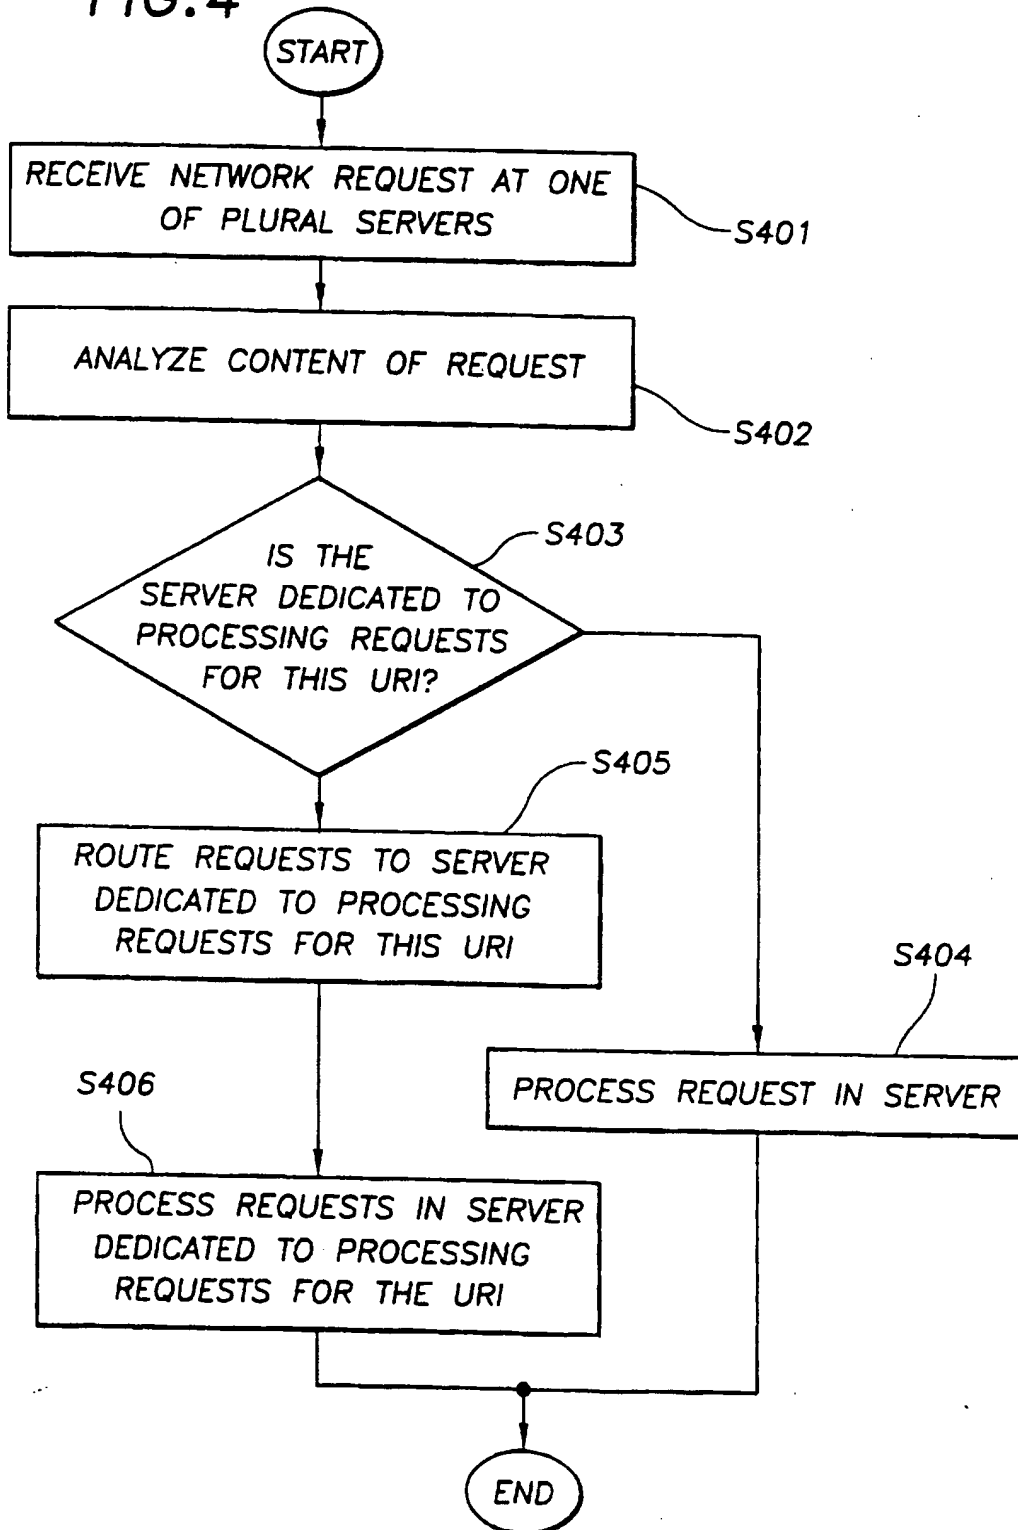 FIG.4
START
RECEIVE NETWORK REQUEST AT ONE
OF PLURAL SERVERS
S401
ANALYZE CONTENT OF REQUEST
S402
S403
IS THE
SERVER DEDICATED TO
PROCESSING REQUESTS
FOR THIS URI?
S405
ROUTE REQUESTS TO SERVER
DEDICATED TO PROCESSING
REQUESTS FOR THIS URI
S404
PROCESS REQUEST IN SERVER
S406
PROCESS REQUESTS IN SERVER
DEDICATED TO PROCESSING
REQUESTS FOR THE URI
END